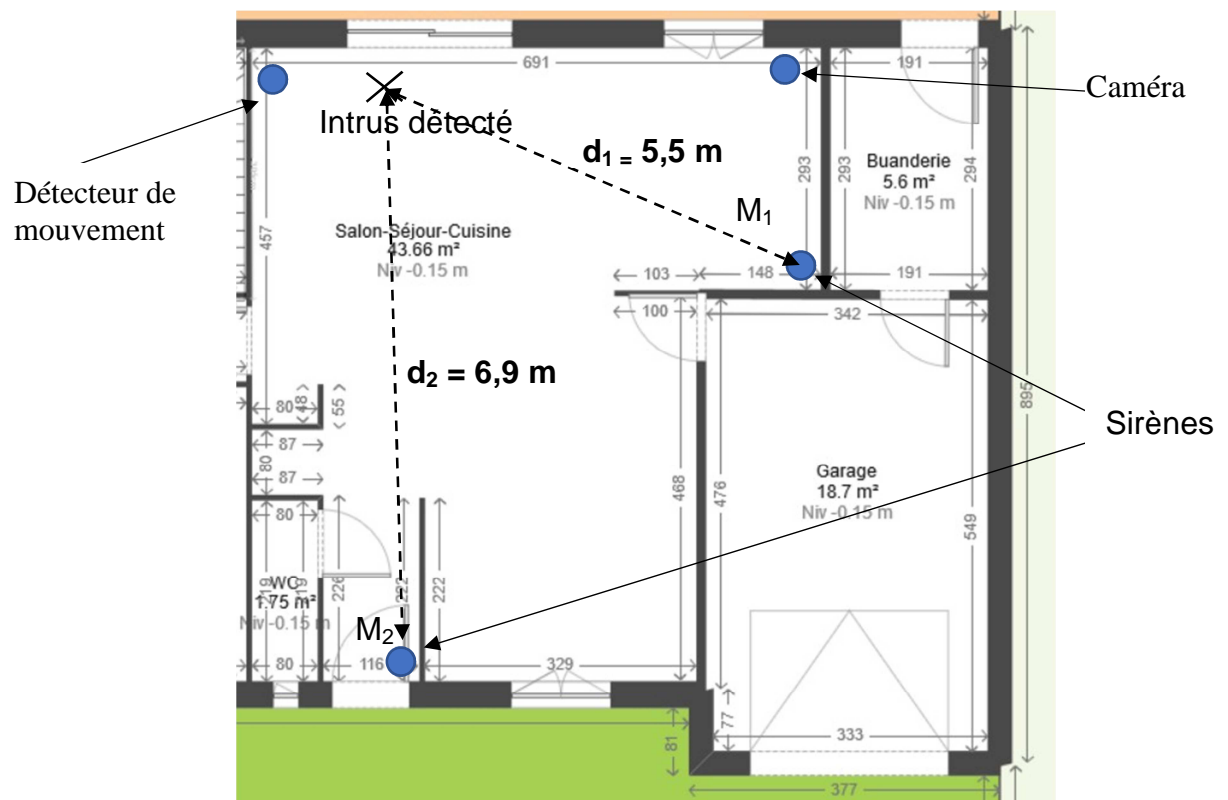 691
191
Caméra
Intrus détecté
d₁ = 5,5 m
293
293
294
Buanderie
5.6 m²
Niv -0.15 m
Détecteur de
mouvement
457
M₁
Salon-Séjour-Cuisine
43.66 m²
Niv -0.15 m
103
148
191
100
342
d₂ = 6,9 m
895
80
48
55
Sirènes
87
80
87
468
476
Garage
18.7 m²
Niv -0.15 m
549
80
219
219
WC
1.75 m²
Niv -0.15 m
226
222
222
M₂
80
116
329
77
81
333
377